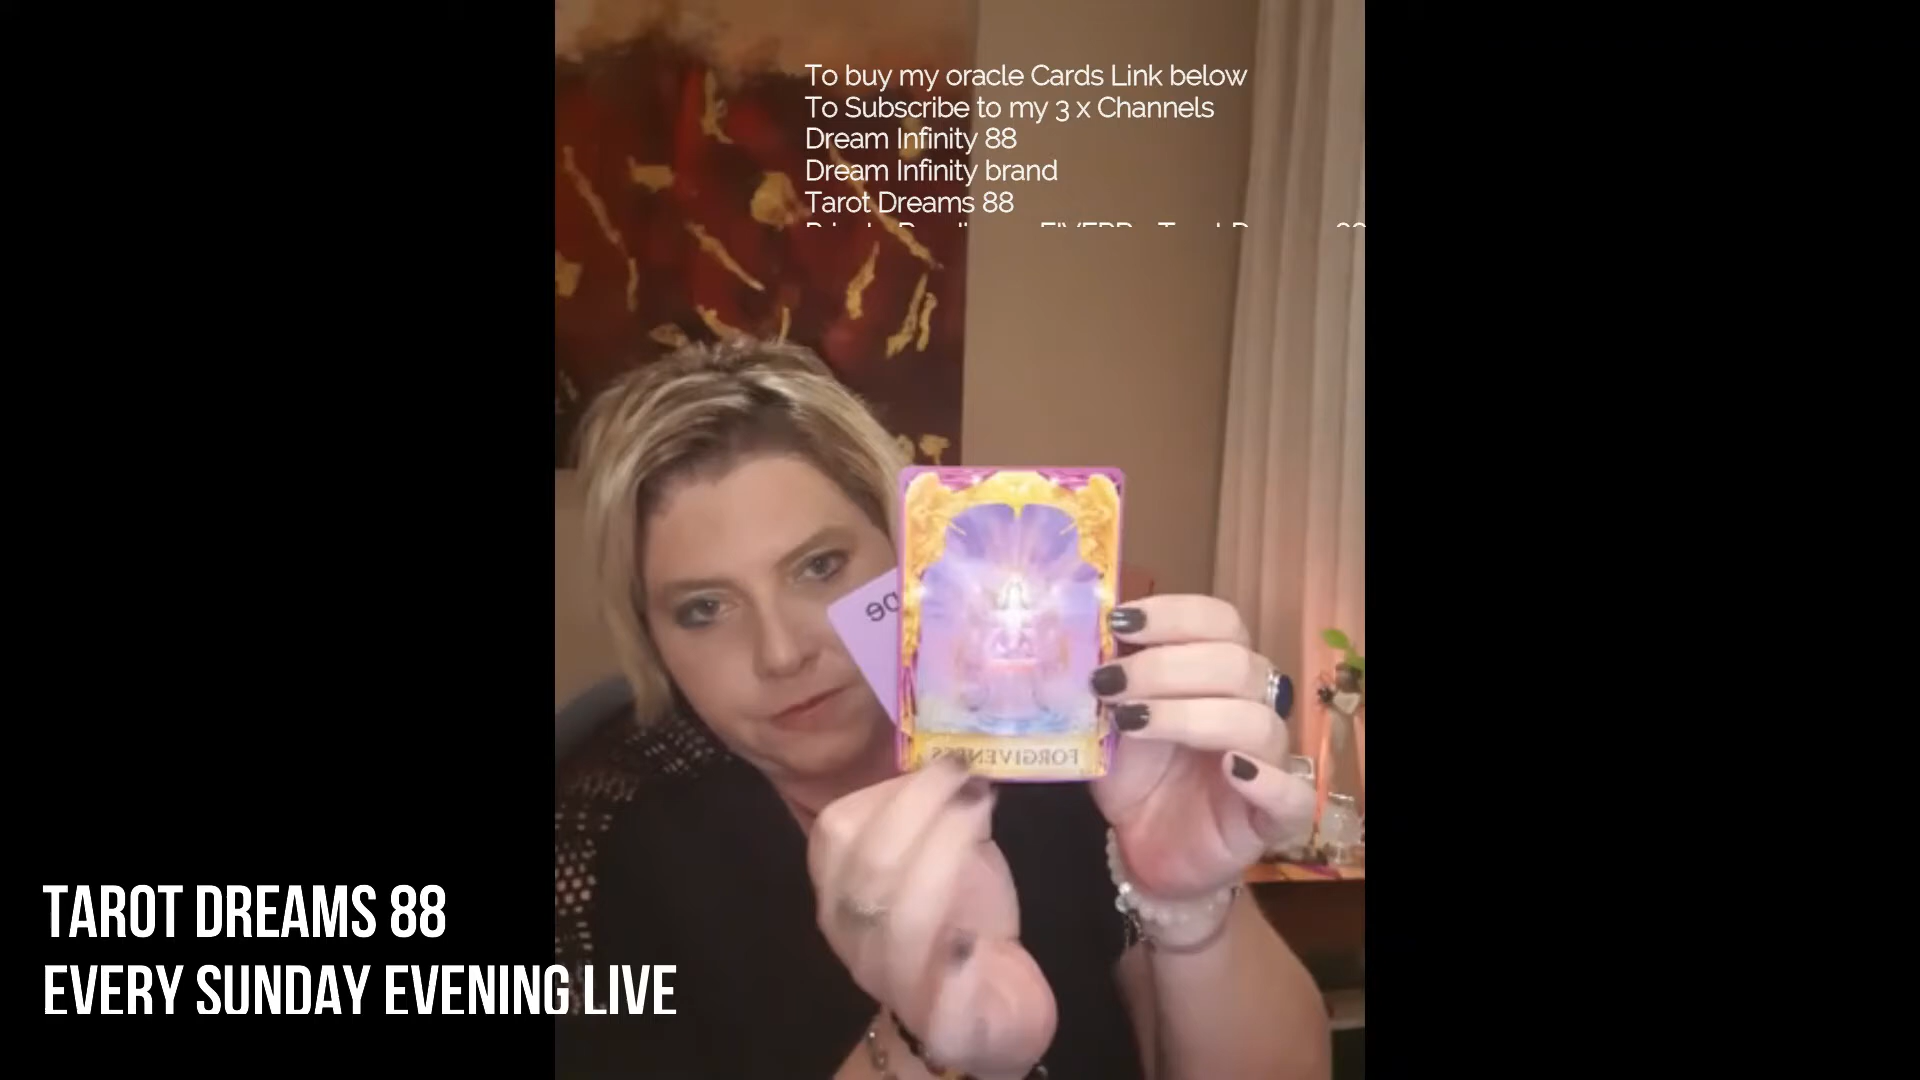 To buy my oracle Cards Link below
To Subscribe to my 3 x Channels
Dream Infinity 88
Dream Infinity brand
Tarot Dreams 88
FORGIVENESS
TAROT DREAMS 88
EVERY SUNDAY EVENING LIVE